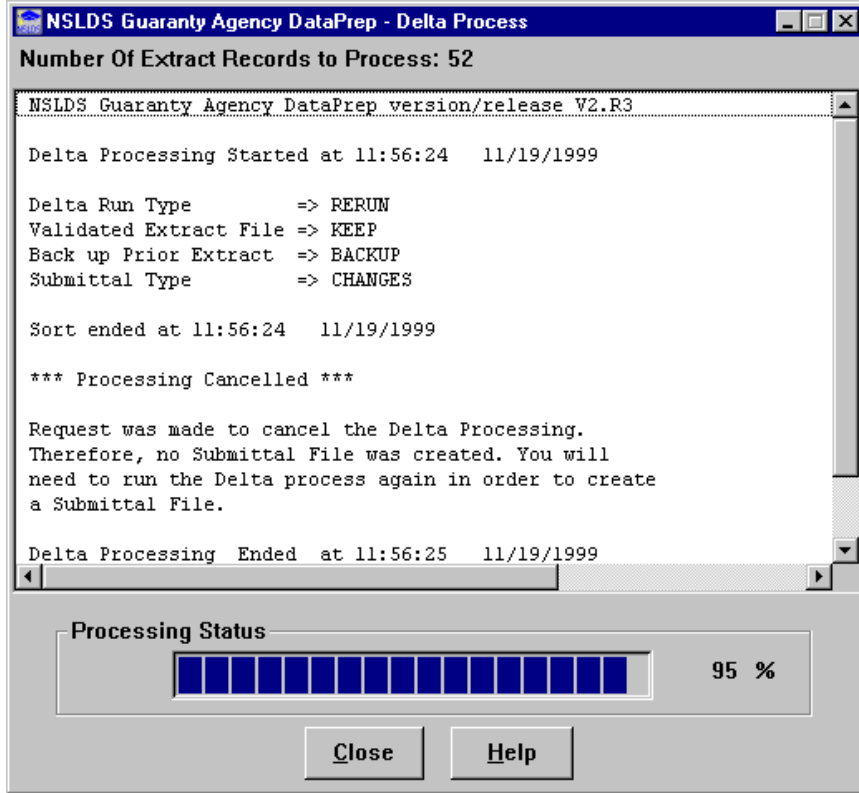 NSLDS Guaranty Agency DataPrep - Delta Process
Number Of Extract Records to Process: 52
NSLDS Guaranty Agency DataPrep version/release V2.R3
Delta Processing Started at 11:56:24 11/19/1999
Delta Run Type => RERUN
Validated Extract File => KEEP
Back up Prior Extract => BACKUP
Submittal Type => CHANGES
Sort ended at 11:56:24 11/19/1999
*** Processing Cancelled ***
Request was made to cancel the Delta Processing.
Therefore, no Submittal File was created. You will
need to run the Delta process again in order to create
a Submittal File.
Delta Processing Ended at 11:56:25 11/19/1999
Processing Status
95 %
Close Help